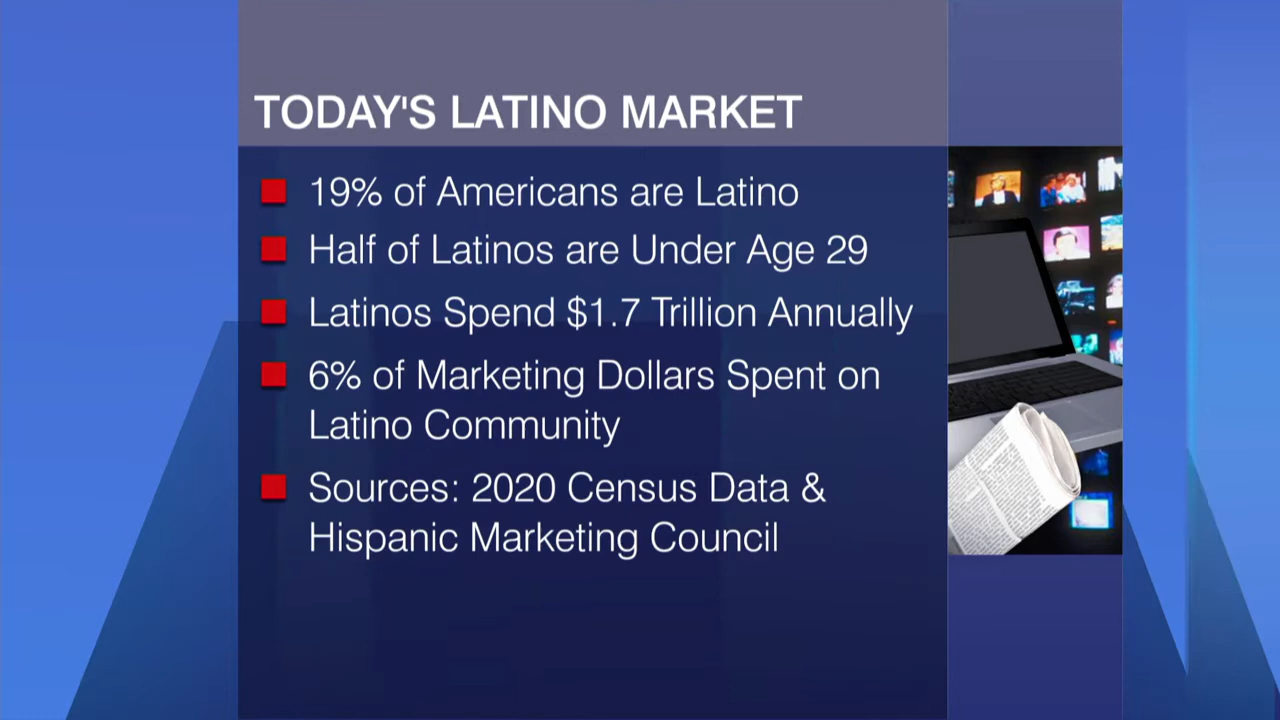 TODAY'S LATINO MARKET
19% of Americans are Latino
Half of Latinos are Under Age 29
Latinos Spend $1.7 Trillion Annually
6% of Marketing Dollars Spent on
Latino Community
Sources: 2020 Census Data &
Hispanic Marketing Council